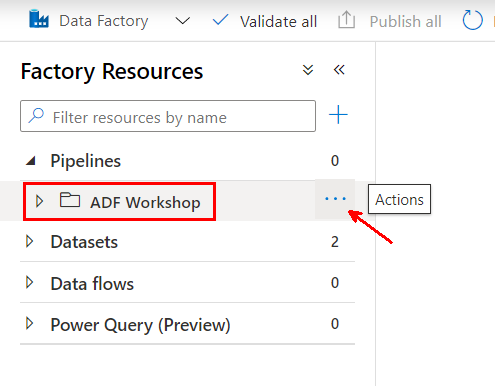 Data Factory Validate all Publish all
Factory Resources
Filter resources by name
Pipelines 0
ADF Workshop ... Actions
Datasets 2
Data flows 0
Power Query (Preview) 0